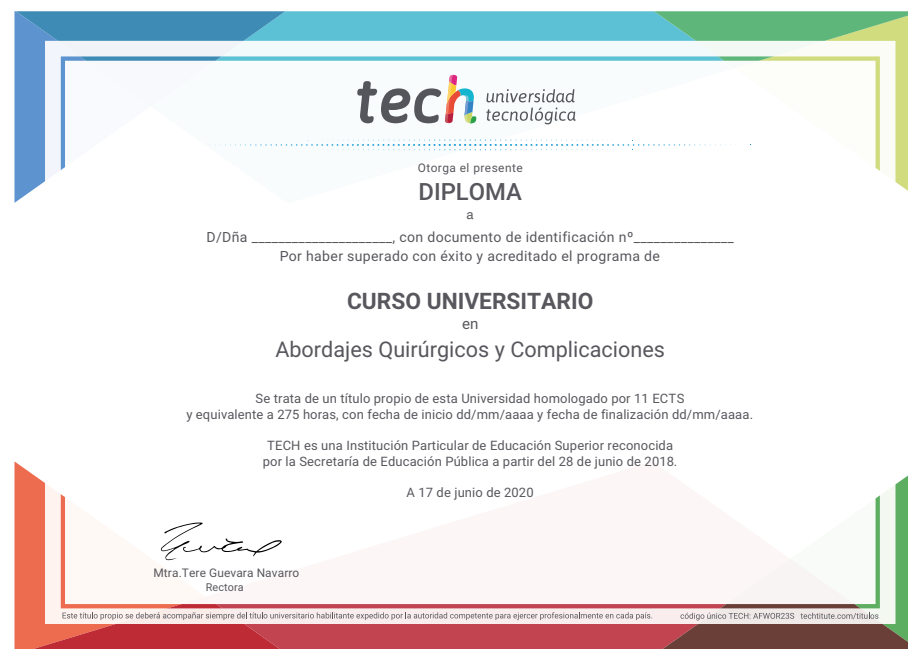 tech universidad
tecnológica
Otorga el presente
DIPLOMA
a
D/Dña _____________________, con documento de identificación nº_______________
Por haber superado con éxito y acreditado el programa de
CURSO UNIVERSITARIO
en
Abordajes Quirúrgicos y Complicaciones
Se trata de un título propio de esta Universidad homologado por 11 ECTS
y equivalente a 275 horas, con fecha de inicio dd/mm/aaaa y fecha de finalización dd/mm/aaaa.
TECH es una Institución Particular de Educación Superior reconocida
por la Secretaría de Educación Pública a partir del 28 de junio de 2018.
A 17 de junio de 2020
Mtra.Tere Guevara Navarro
Rectora
Este título propio se deberá acompañar siempre del título universitario habilitante expedido por la autoridad competente para ejercer profesionalmente en cada país. código único TECH: AFWOR23S techtitute.com/titulos